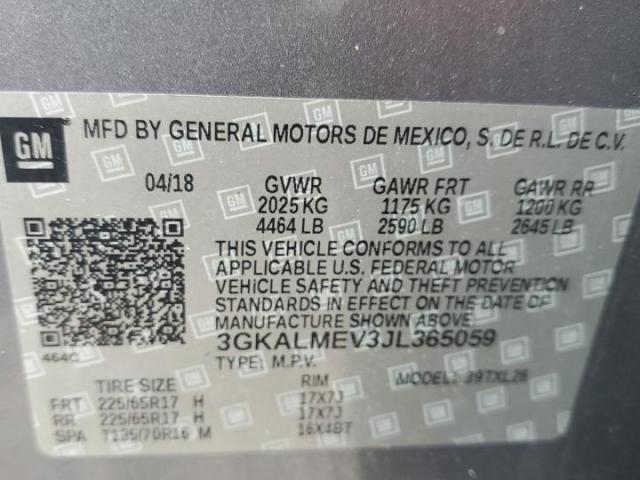 GM
MFD BY GENERAL MOTORS DE MEXICO, S. DE R.L. DE C.V.
04/18 GVWR GAWR FRT GAWR RR
2025 KG 1175 KG 1200 KG
4464 LB 2590 LB 2645 LB
THIS VEHICLE CONFORMS TO ALL
APPLICABLE U.S. FEDERAL MOTOR
VEHICLE SAFETY AND THEFT PREVENTION
STANDARDS IN EFFECT ON THE DATE OF
MANUFACTURE SHOWN ABOVE
3GKALMEV3JL365059
464C
TYPE: M.P.V. MODEL: 39TXL26
TIRE SIZE RIM
FRT 225/65R17 H 17X7J
RR 225/65R17 H 17X7J
SPA T135/70R16 M 16X4BT